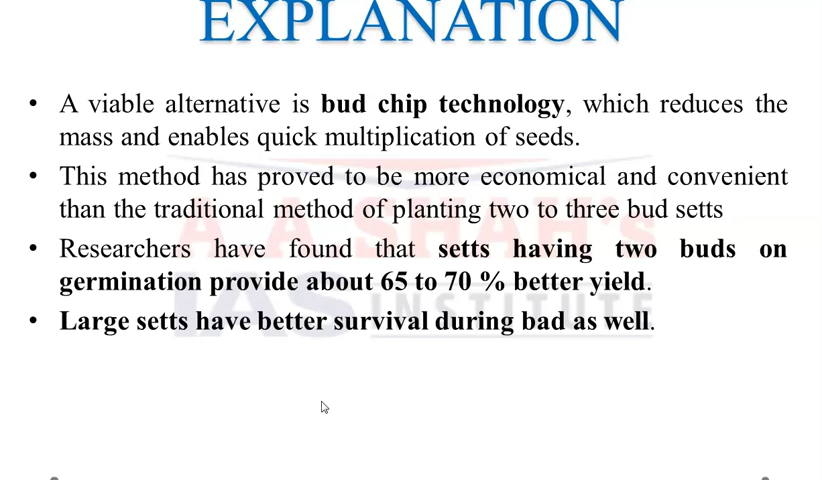 EXPLANATION
• A viable alternative is bud chip technology, which reduces the
mass and enables quick multiplication of seeds.
• This method has proved to be more economical and convenient
than the traditional method of planting two to three bud setts
• Researchers have found that setts having two buds on
germination provide about 65 to 70 % better yield.
• Large setts have better survival during bad as well.
A A SHAH's
IAS INSTITUTE